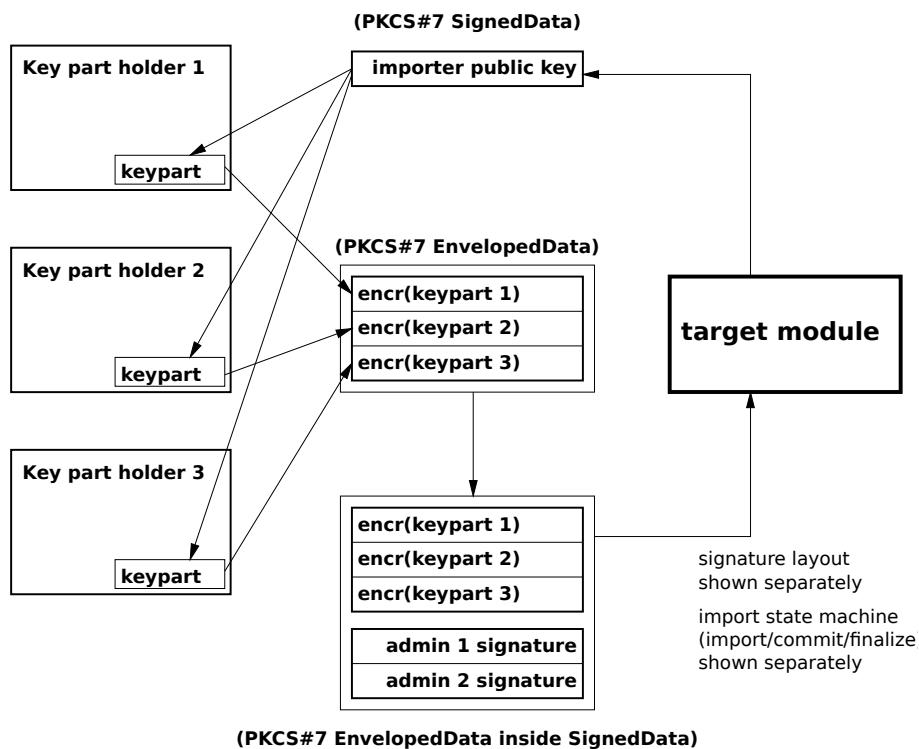 (PKCS#7 SignedData)
Key part holder 1
importer public key
keypart
(PKCS#7 EnvelopedData)
Key part holder 2
encr(keypart 1)
encr(keypart 2)
encr(keypart 3)
keypart
target module
Key part holder 3
keypart
encr(keypart 1)
encr(keypart 2)
encr(keypart 3)
admin 1 signature
admin 2 signature
signature layout
shown separately
import state machine
(import/commit/finalize)
shown separately
(PKCS#7 EnvelopedData inside SignedData)